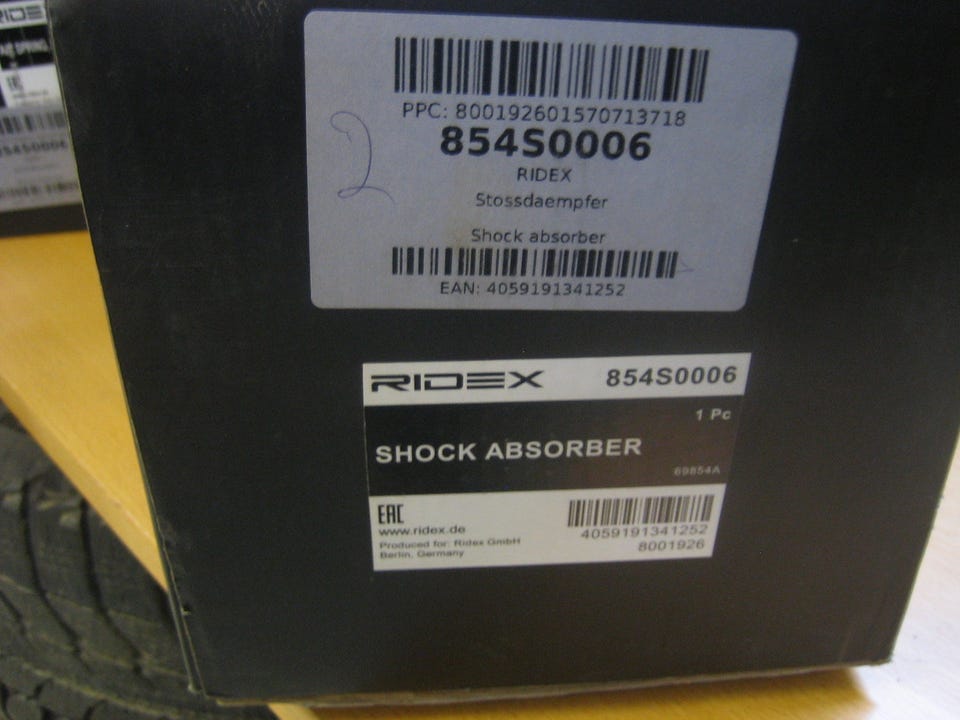 PPC: 800192601570713718
854S0006
RIDEX
Stossdaempfer
Shock absorber
EAN: 4059191341252
2
RIDEX 854S0006
1 Pc
SHOCK ABSORBER
69854A
EAC
www.ridex.de
Produced for: Ridex GmbH
Berlin, Germany
4059191341252
8001926